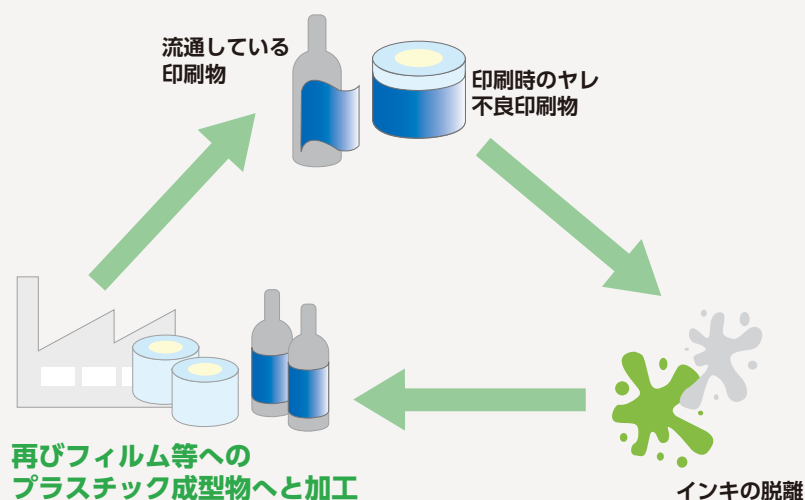 流通している
印刷物
印刷時のヤレ
不良印刷物
インキの脱離
再びフィルム等への
プラスチック成型物へと加工